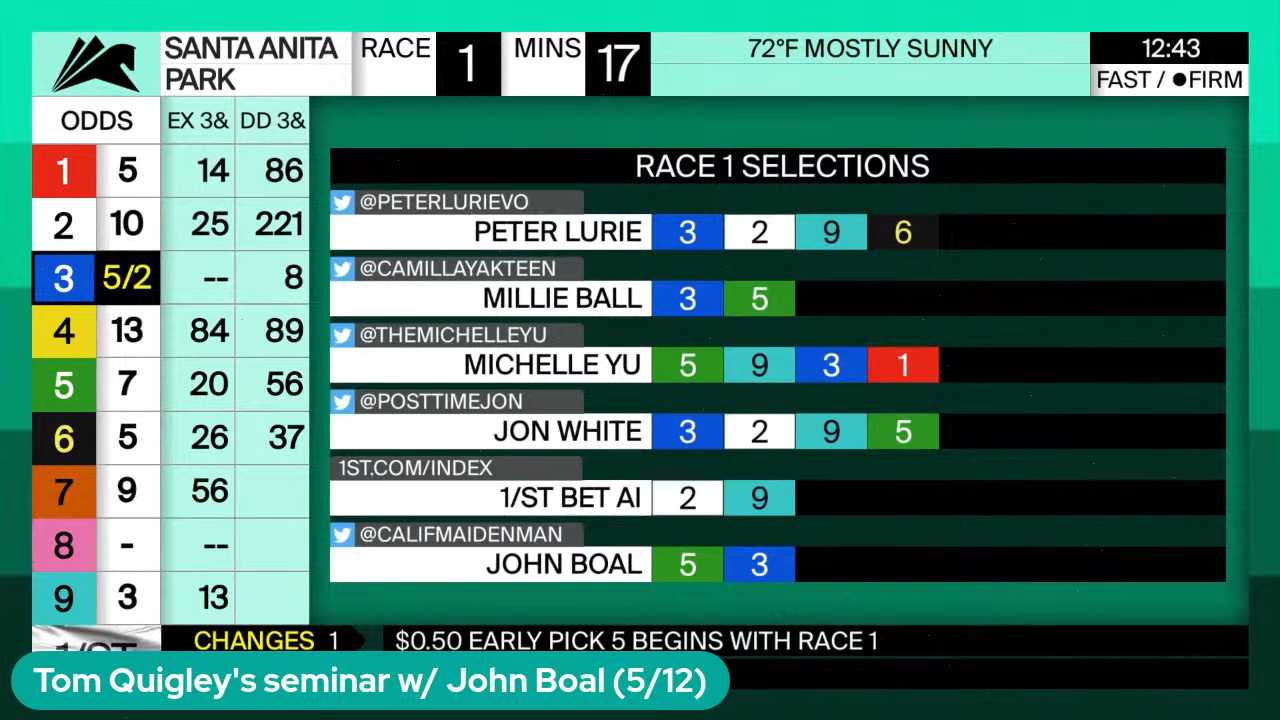 SANTA ANITA PARK
RACE 1
MINS 17
72°F MOSTLY SUNNY
12:43
FAST / ●FIRM
ODDS EX 3& DD 3&
1 5 14 86
2 10 25 221
3 5/2 -- 8
4 13 84 89
5 7 20 56
6 5 26 37
7 9 56
8 - --
9 3 13
RACE 1 SELECTIONS
@PETERLURIEVO
PETER LURIE 3 2 9 6
@CAMILLAYAKTEEN
MILLIE BALL 3 5
@THEMICHELLEYU
MICHELLE YU 5 9 3 1
@POSTTIMEJON
JON WHITE 3 2 9 5
1ST.COM/INDEX
1/ST BET AI 2 9
@CALIFMAIDENMAN
JOHN BOAL 5 3
1/ST
CHANGES 1 $0.50 EARLY PICK 5 BEGINS WITH RACE 1
Tom Quigley's seminar w/ John Boal (5/12)